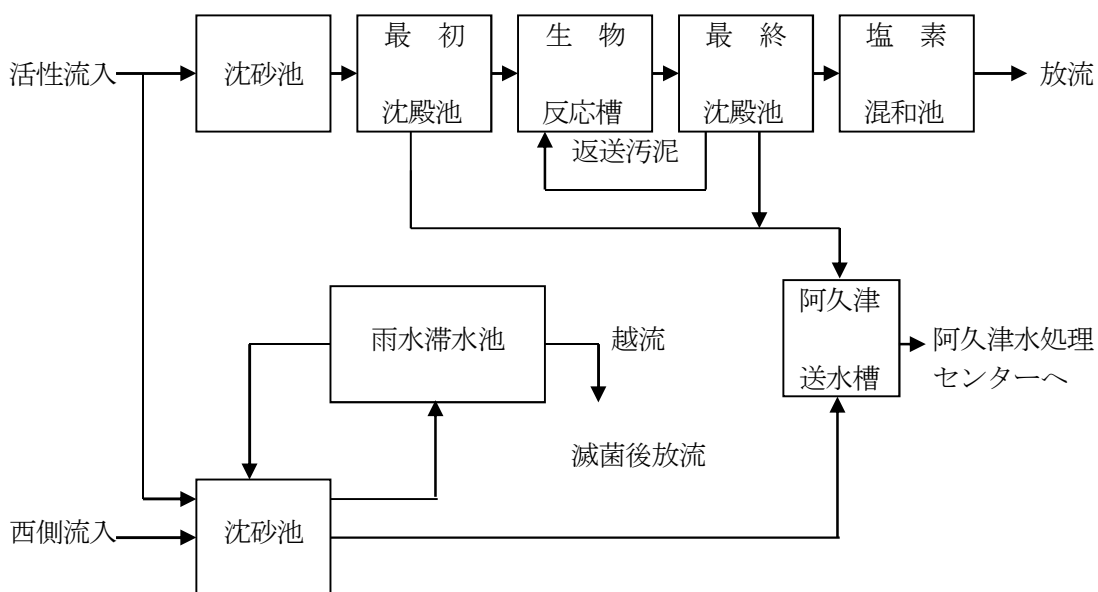 活性流入
沈砂池
最 初
沈殿池
生 物
反応槽
最 終
沈殿池
塩 素
混和池
放流
返送汚泥
阿久津
送水槽
阿久津水処理
センターへ
雨水滞水池
越流
滅菌後放流
西側流入
沈砂池